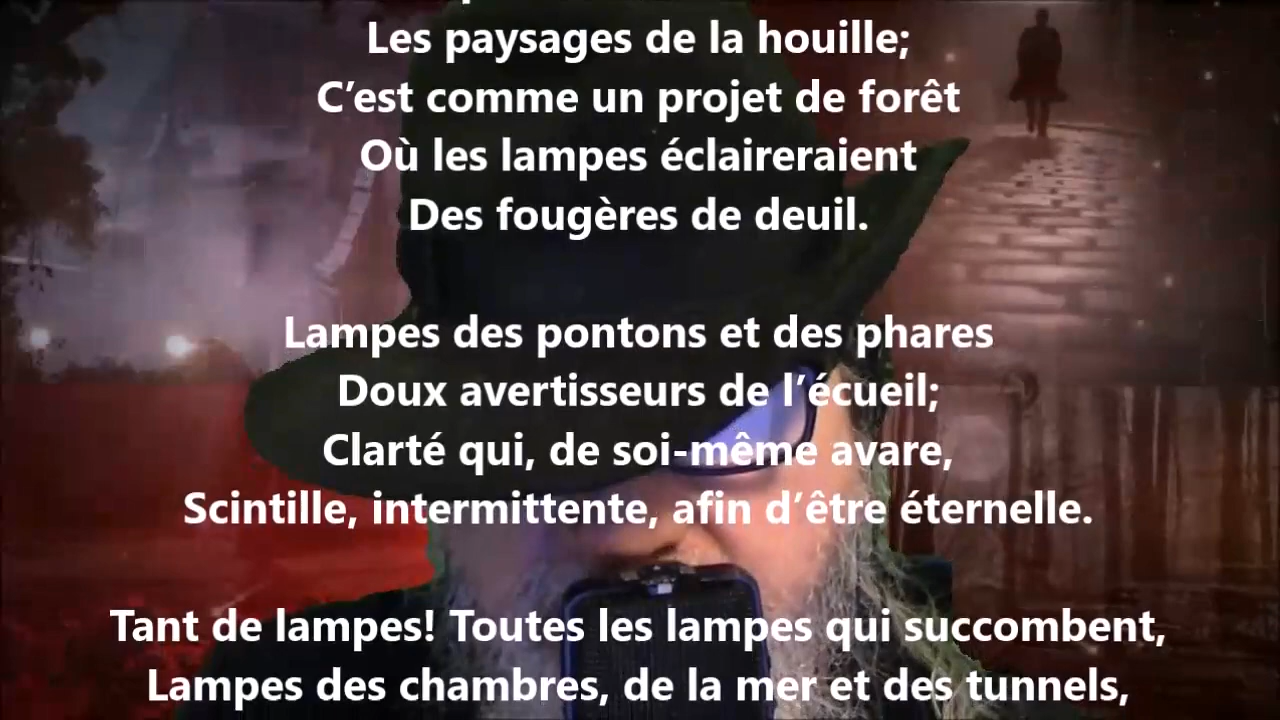 Les paysages de la houille;
C’est comme un projet de forêt
Où les lampes éclaireraient
Des fougères de deuil.
Lampes des pontons et des phares
Doux avertisseurs de l’écueil;
Clarté qui, de soi-même avare,
Scintille, intermittente, afin d’être éternelle.
Tant de lampes! Toutes les lampes qui succombent,
Lampes des chambres, de la mer et des tunnels,